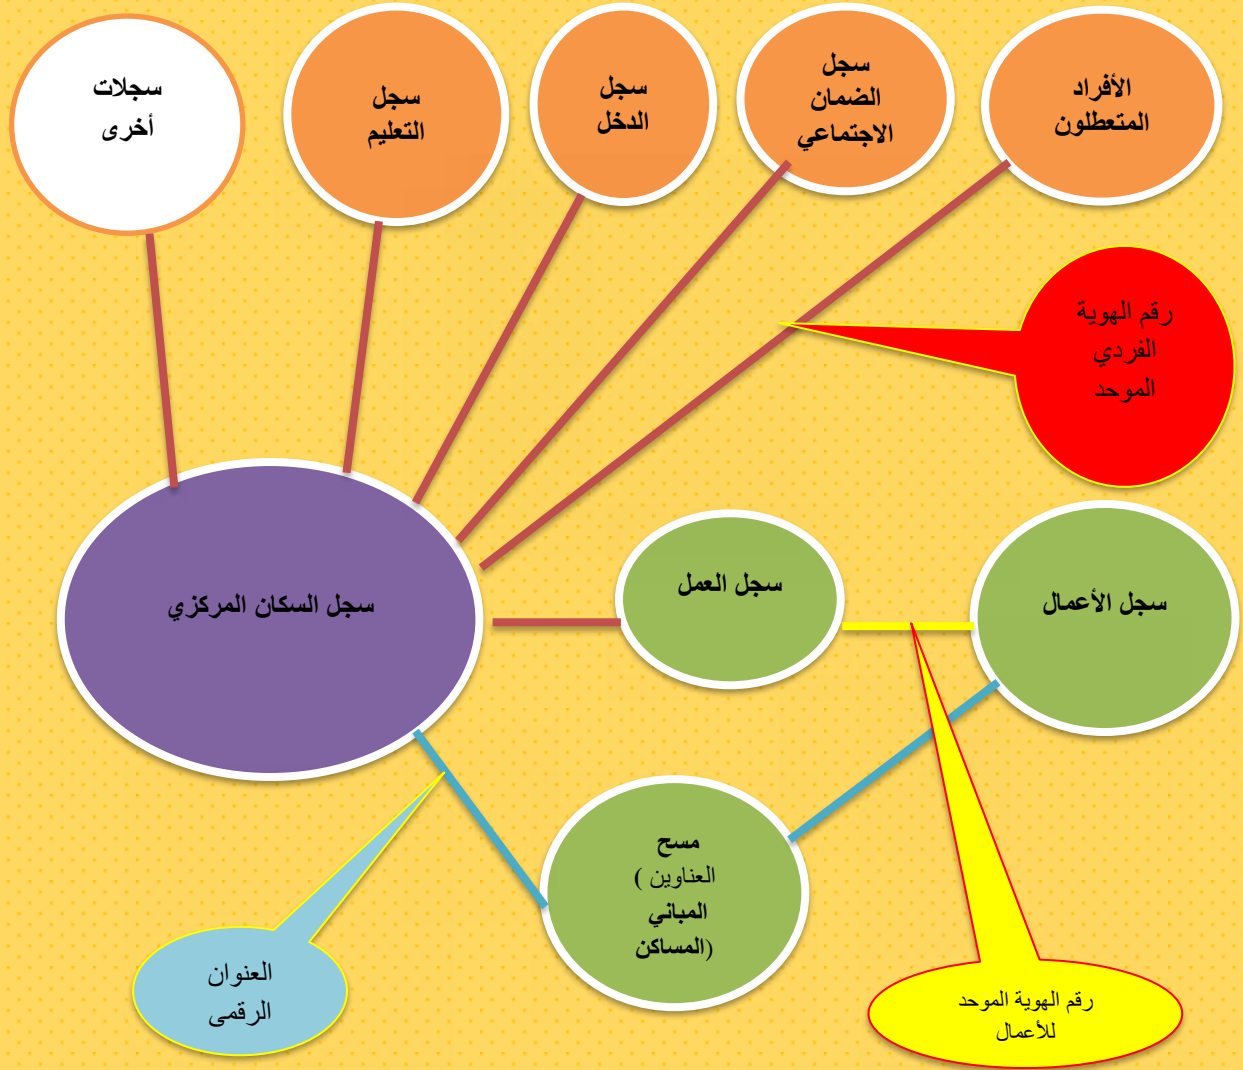 الأفراد
المتعطلون
سجل
الضمان
الاجتماعي
سجل
الدخل
سجل
التعليم
سجلات
أخرى
رقم الهوية
الفردي
الموحد
سجل الأعمال
سجل العمل
سجل السكان المركزي
مسح
العناوين (
المباني
المساكن)
العنوان
الرقمى
رقم الهوية الموحد
للأعمال